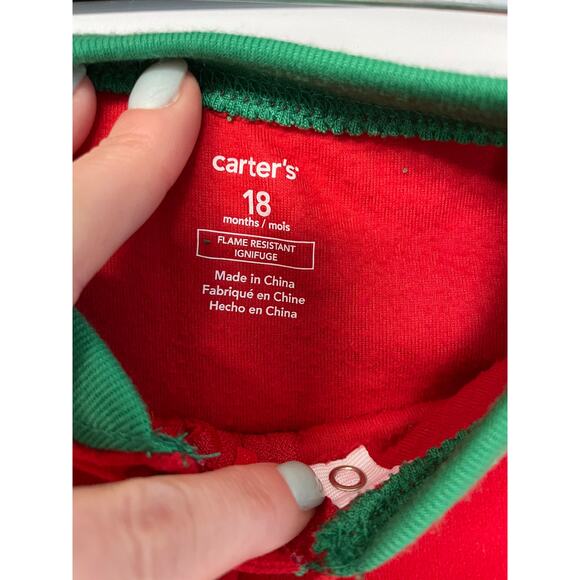 carter's
18
months / mois
FLAME RESISTANT
IGNIFUGE
Made in China
Fabriqué en Chine
Hecho en China